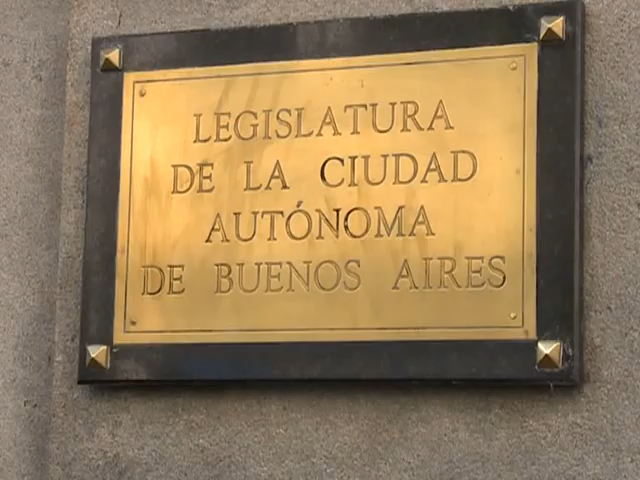 LEGISLATURA
DE LA CIUDAD
AUTÓNOMA
DE BUENOS AIRES